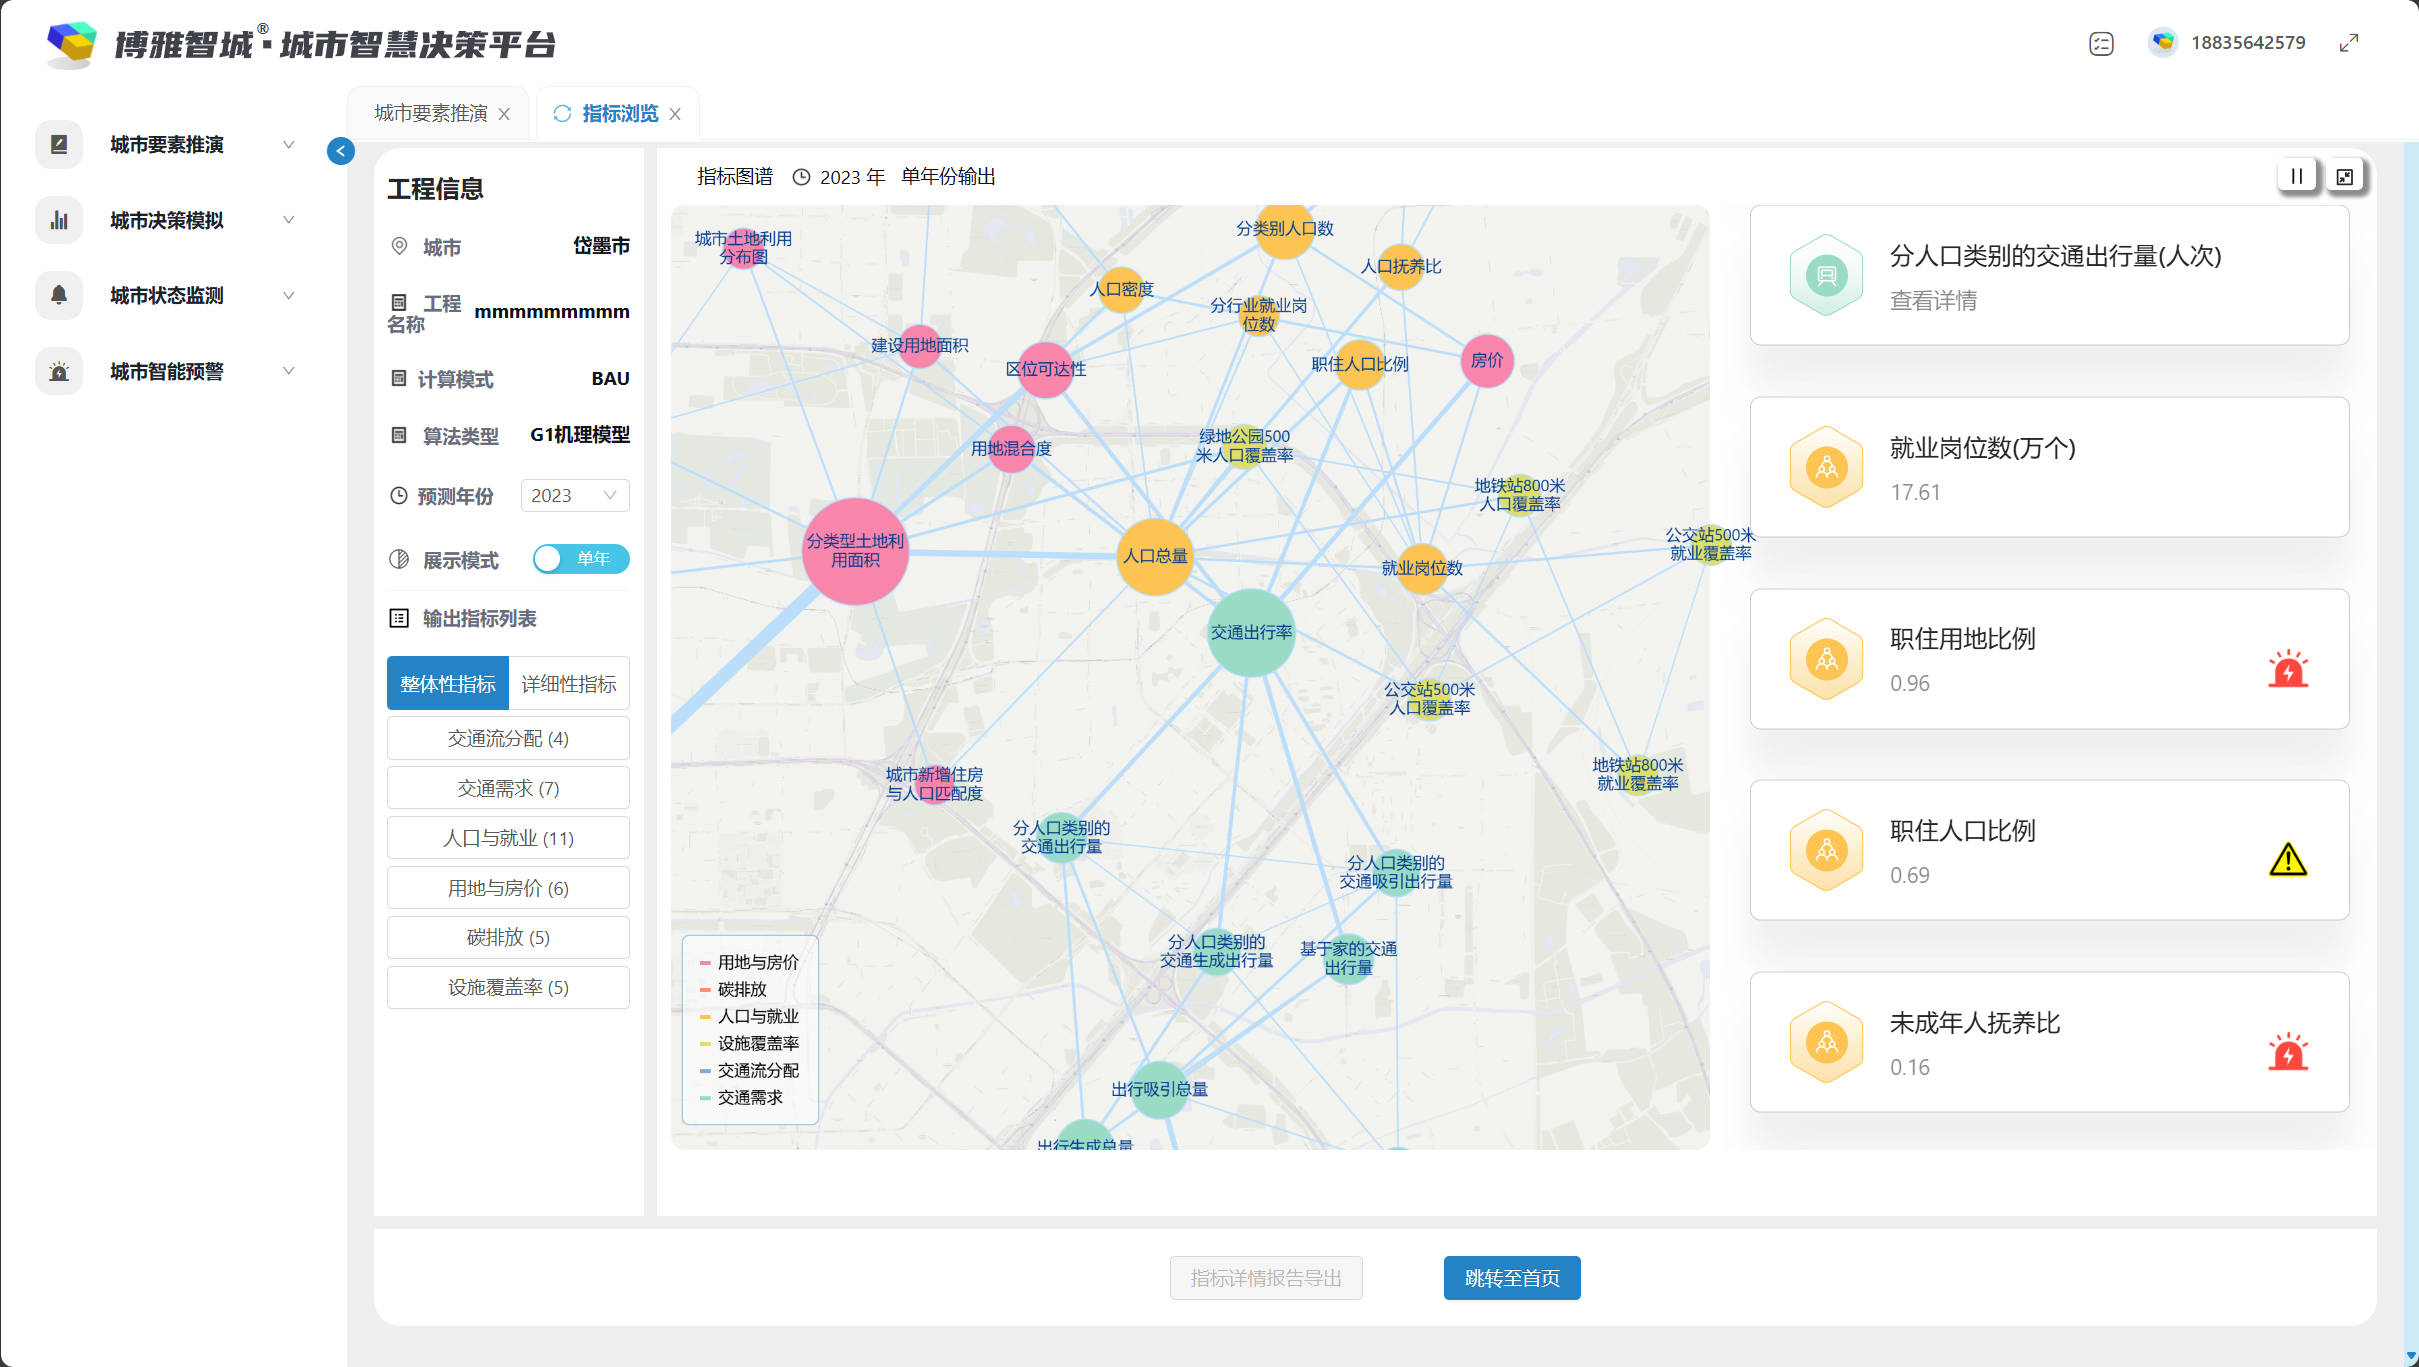 博雅智城®·城市智慧决策平台
18835642579
城市要素推演
城市决策模拟
城市状态监测
城市智能预警
城市要素推演
指标浏览
工程信息
城市 岱墨市
工程名称 mmmmmmmmm
计算模式 BAU
算法类型 G1机理模型
预测年份 2023
展示模式 单年
输出指标列表
整体性指标 详细性指标
交通流分配 (4)
交通需求 (7)
人口与就业 (11)
用地与房价 (6)
碳排放 (5)
设施覆盖率 (5)
指标图谱 2023 年 单年份输出
城市土地利用
分布图
分类别人口数
人口抚养比
人口密度
分行业就业岗
位数
建设用地面积
区位可达性
职住人口比例
房价
用地混合度
绿地公园500
米人口覆盖率
地铁站800米
人口覆盖率
公交站500米
就业覆盖率
分类型土地利
用面积
人口总量
就业岗位数
交通出行率
公交站500米
人口覆盖率
地铁站800米
就业覆盖率
城市新增住房
与人口匹配度
分人口类别的
交通出行量
分人口类别的
交通吸引出行量
分人口类别的
交通生成出行量
基于家的交通
出行量
出行吸引总量
出行生成总量
用地与房价
碳排放
人口与就业
设施覆盖率
交通流分配
交通需求
分人口类别的交通出行量(人次)
查看详情
就业岗位数(万个)
17.61
职住用地比例
0.96
职住人口比例
0.69
未成年人抚养比
0.16
指标详情报告导出
跳转至首页